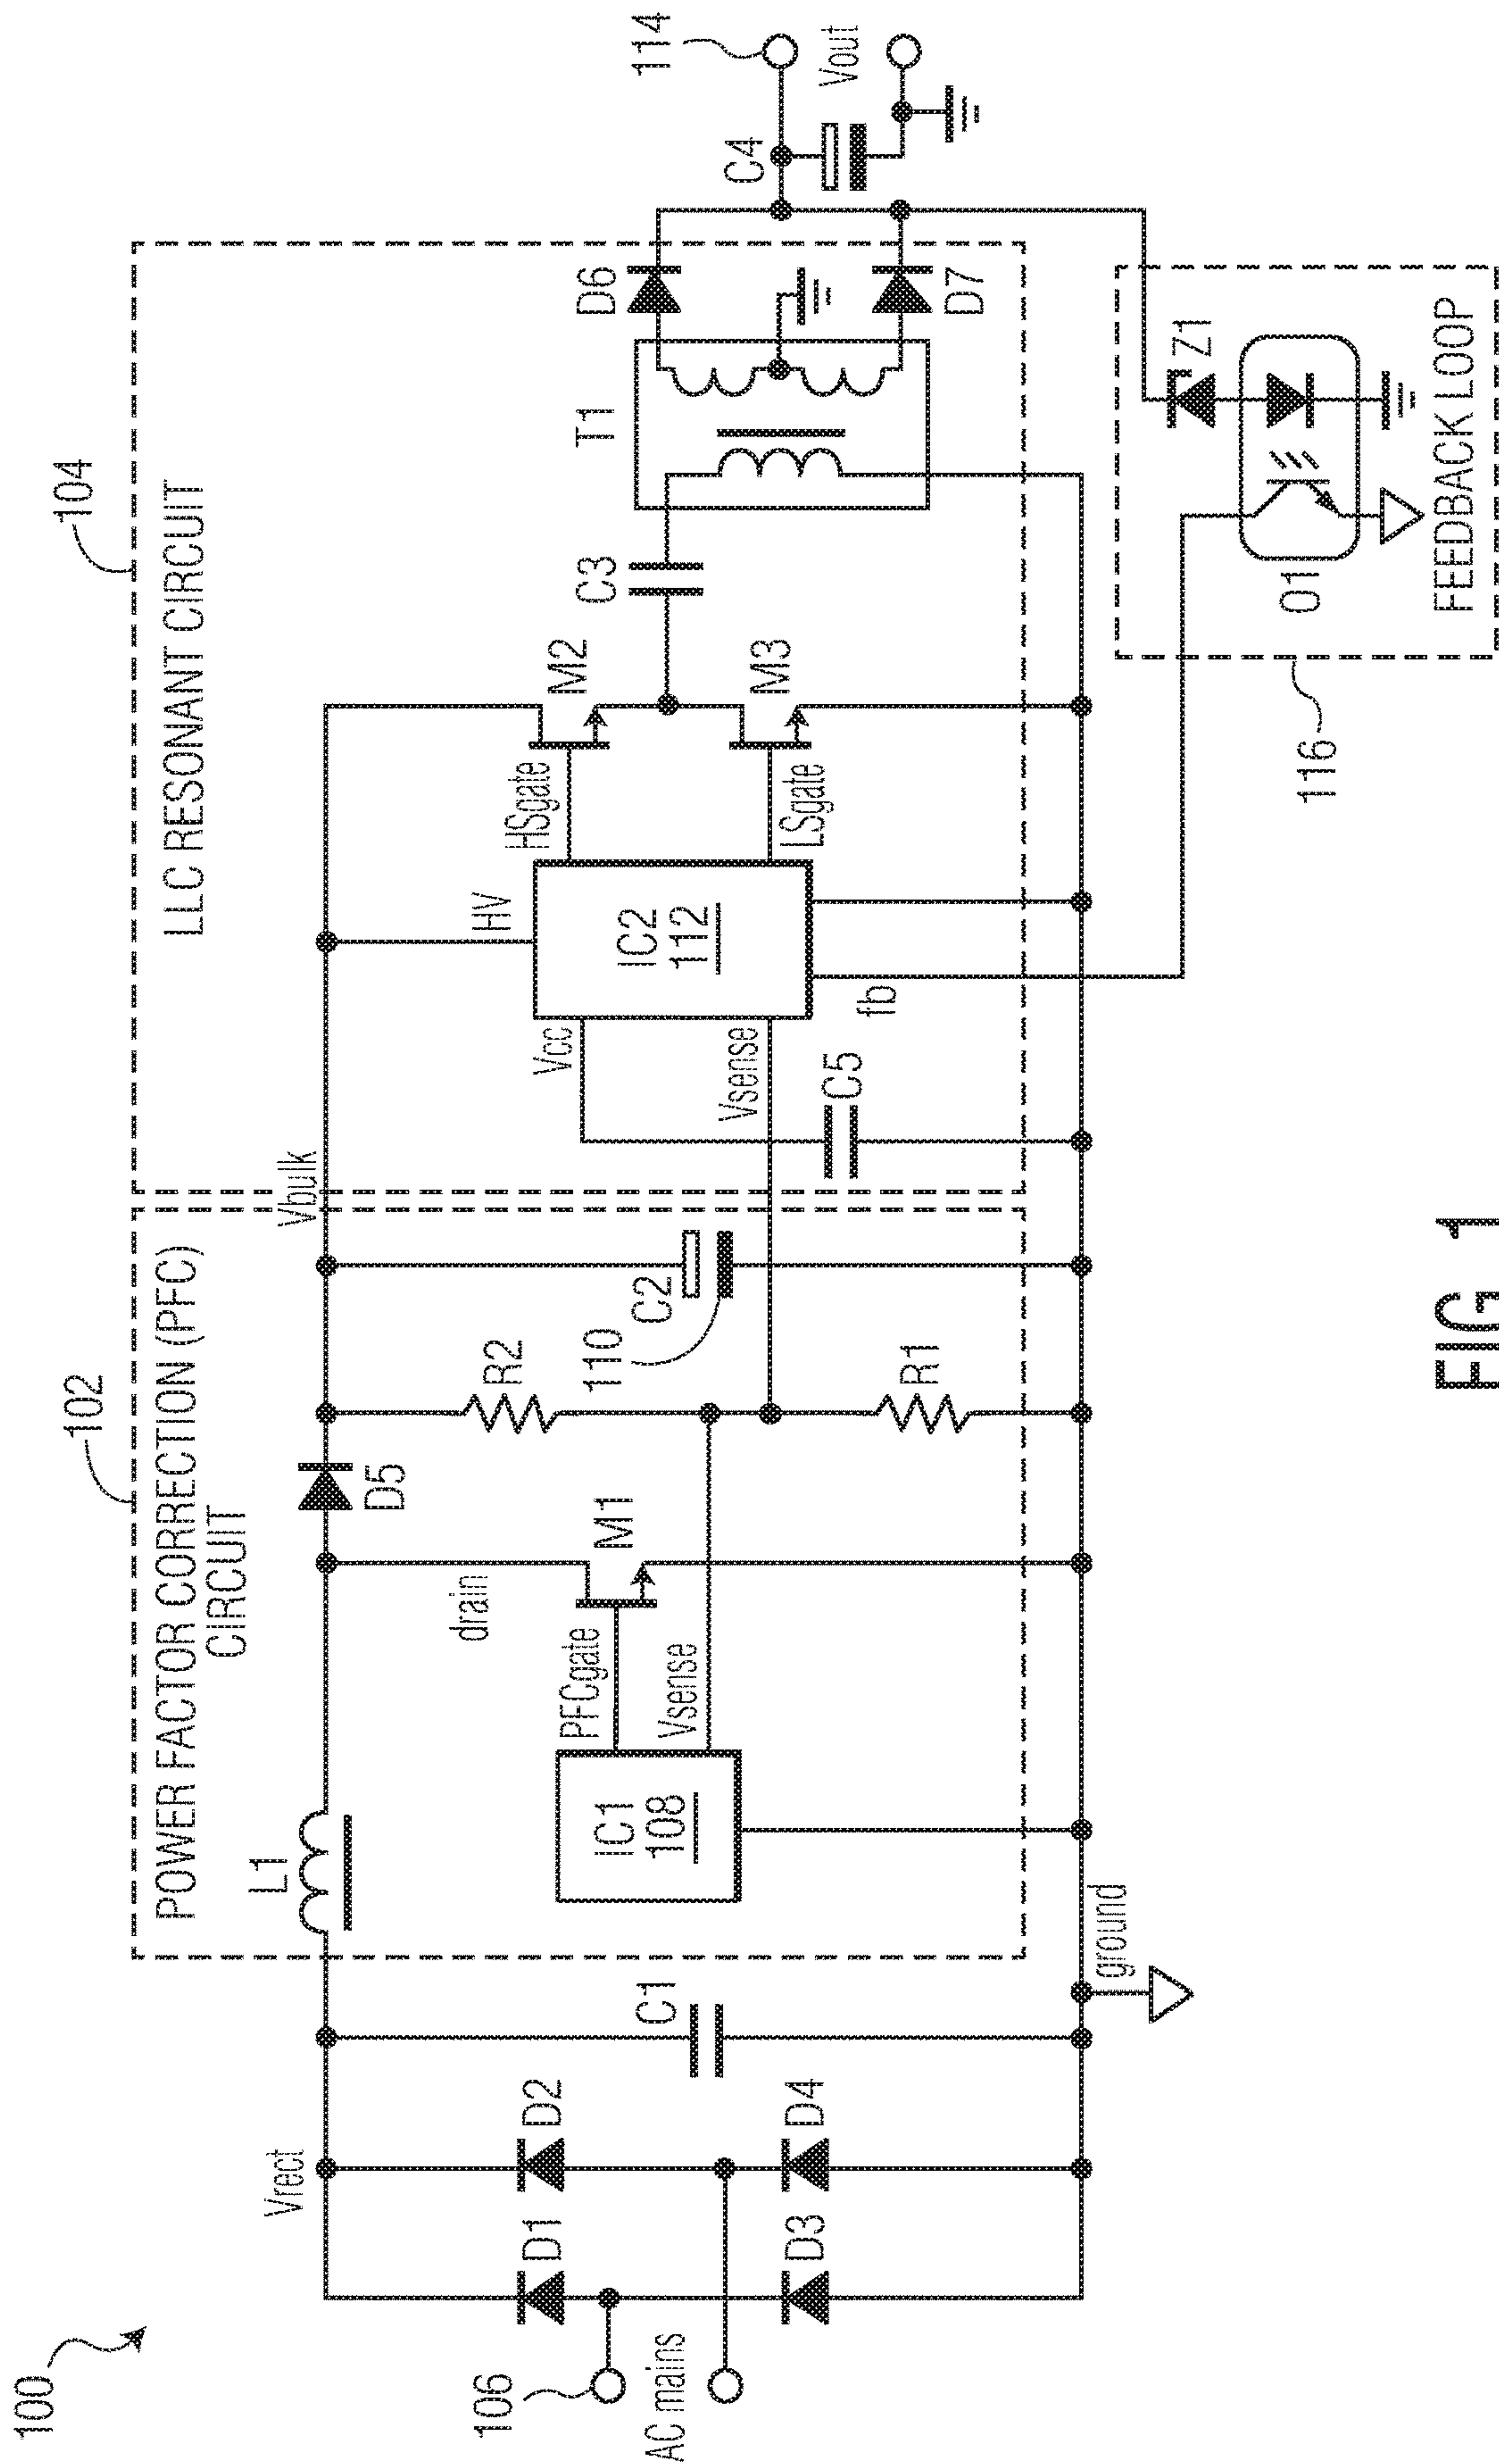 100
102
104
POWER FACTOR CORRECTION (PFC)
CIRCUIT
LLC RESONANT CIRCUIT
Vrect
L1
D5
Vbulk
HV
drain
M1
PFCgate
Vsense
IC1
108
R2
C2
110
R1
Vcc
Vsense
C5
IC2
112
fb
HSgate
LSgate
M2
M3
C3
T1
D6
D7
C4
114
Vout
106
AC mains
D1
D2
D3
D4
C1
ground
116
Z1
O1
FEEDBACK LOOP
FIG. 1